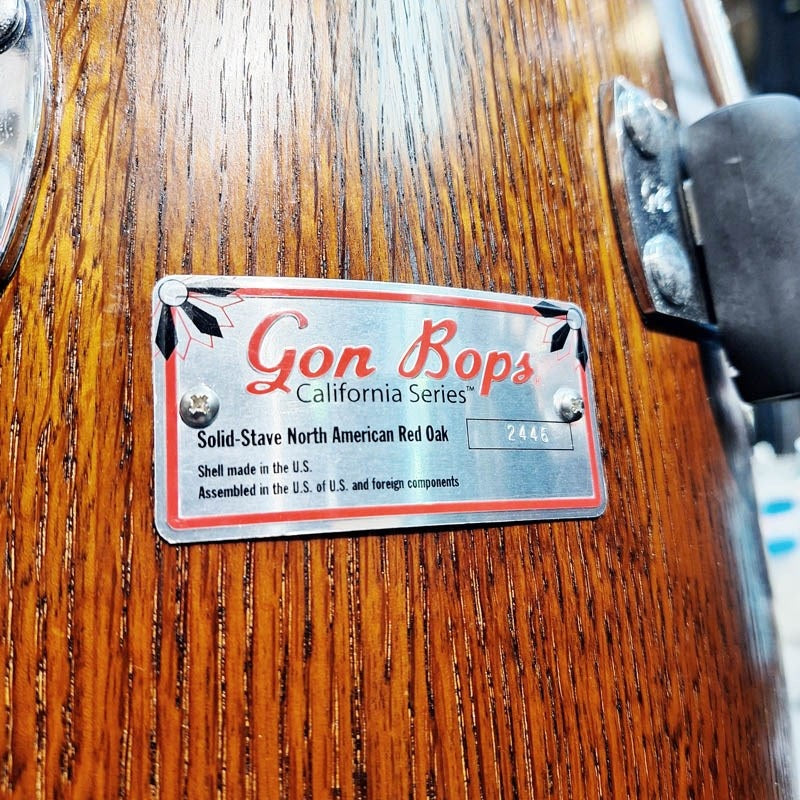 Gon Bops
California Series™
Solid-Stave North American Red Oak 2446
Shell made in the U.S.
Assembled in the U.S. of U.S. and foreign components